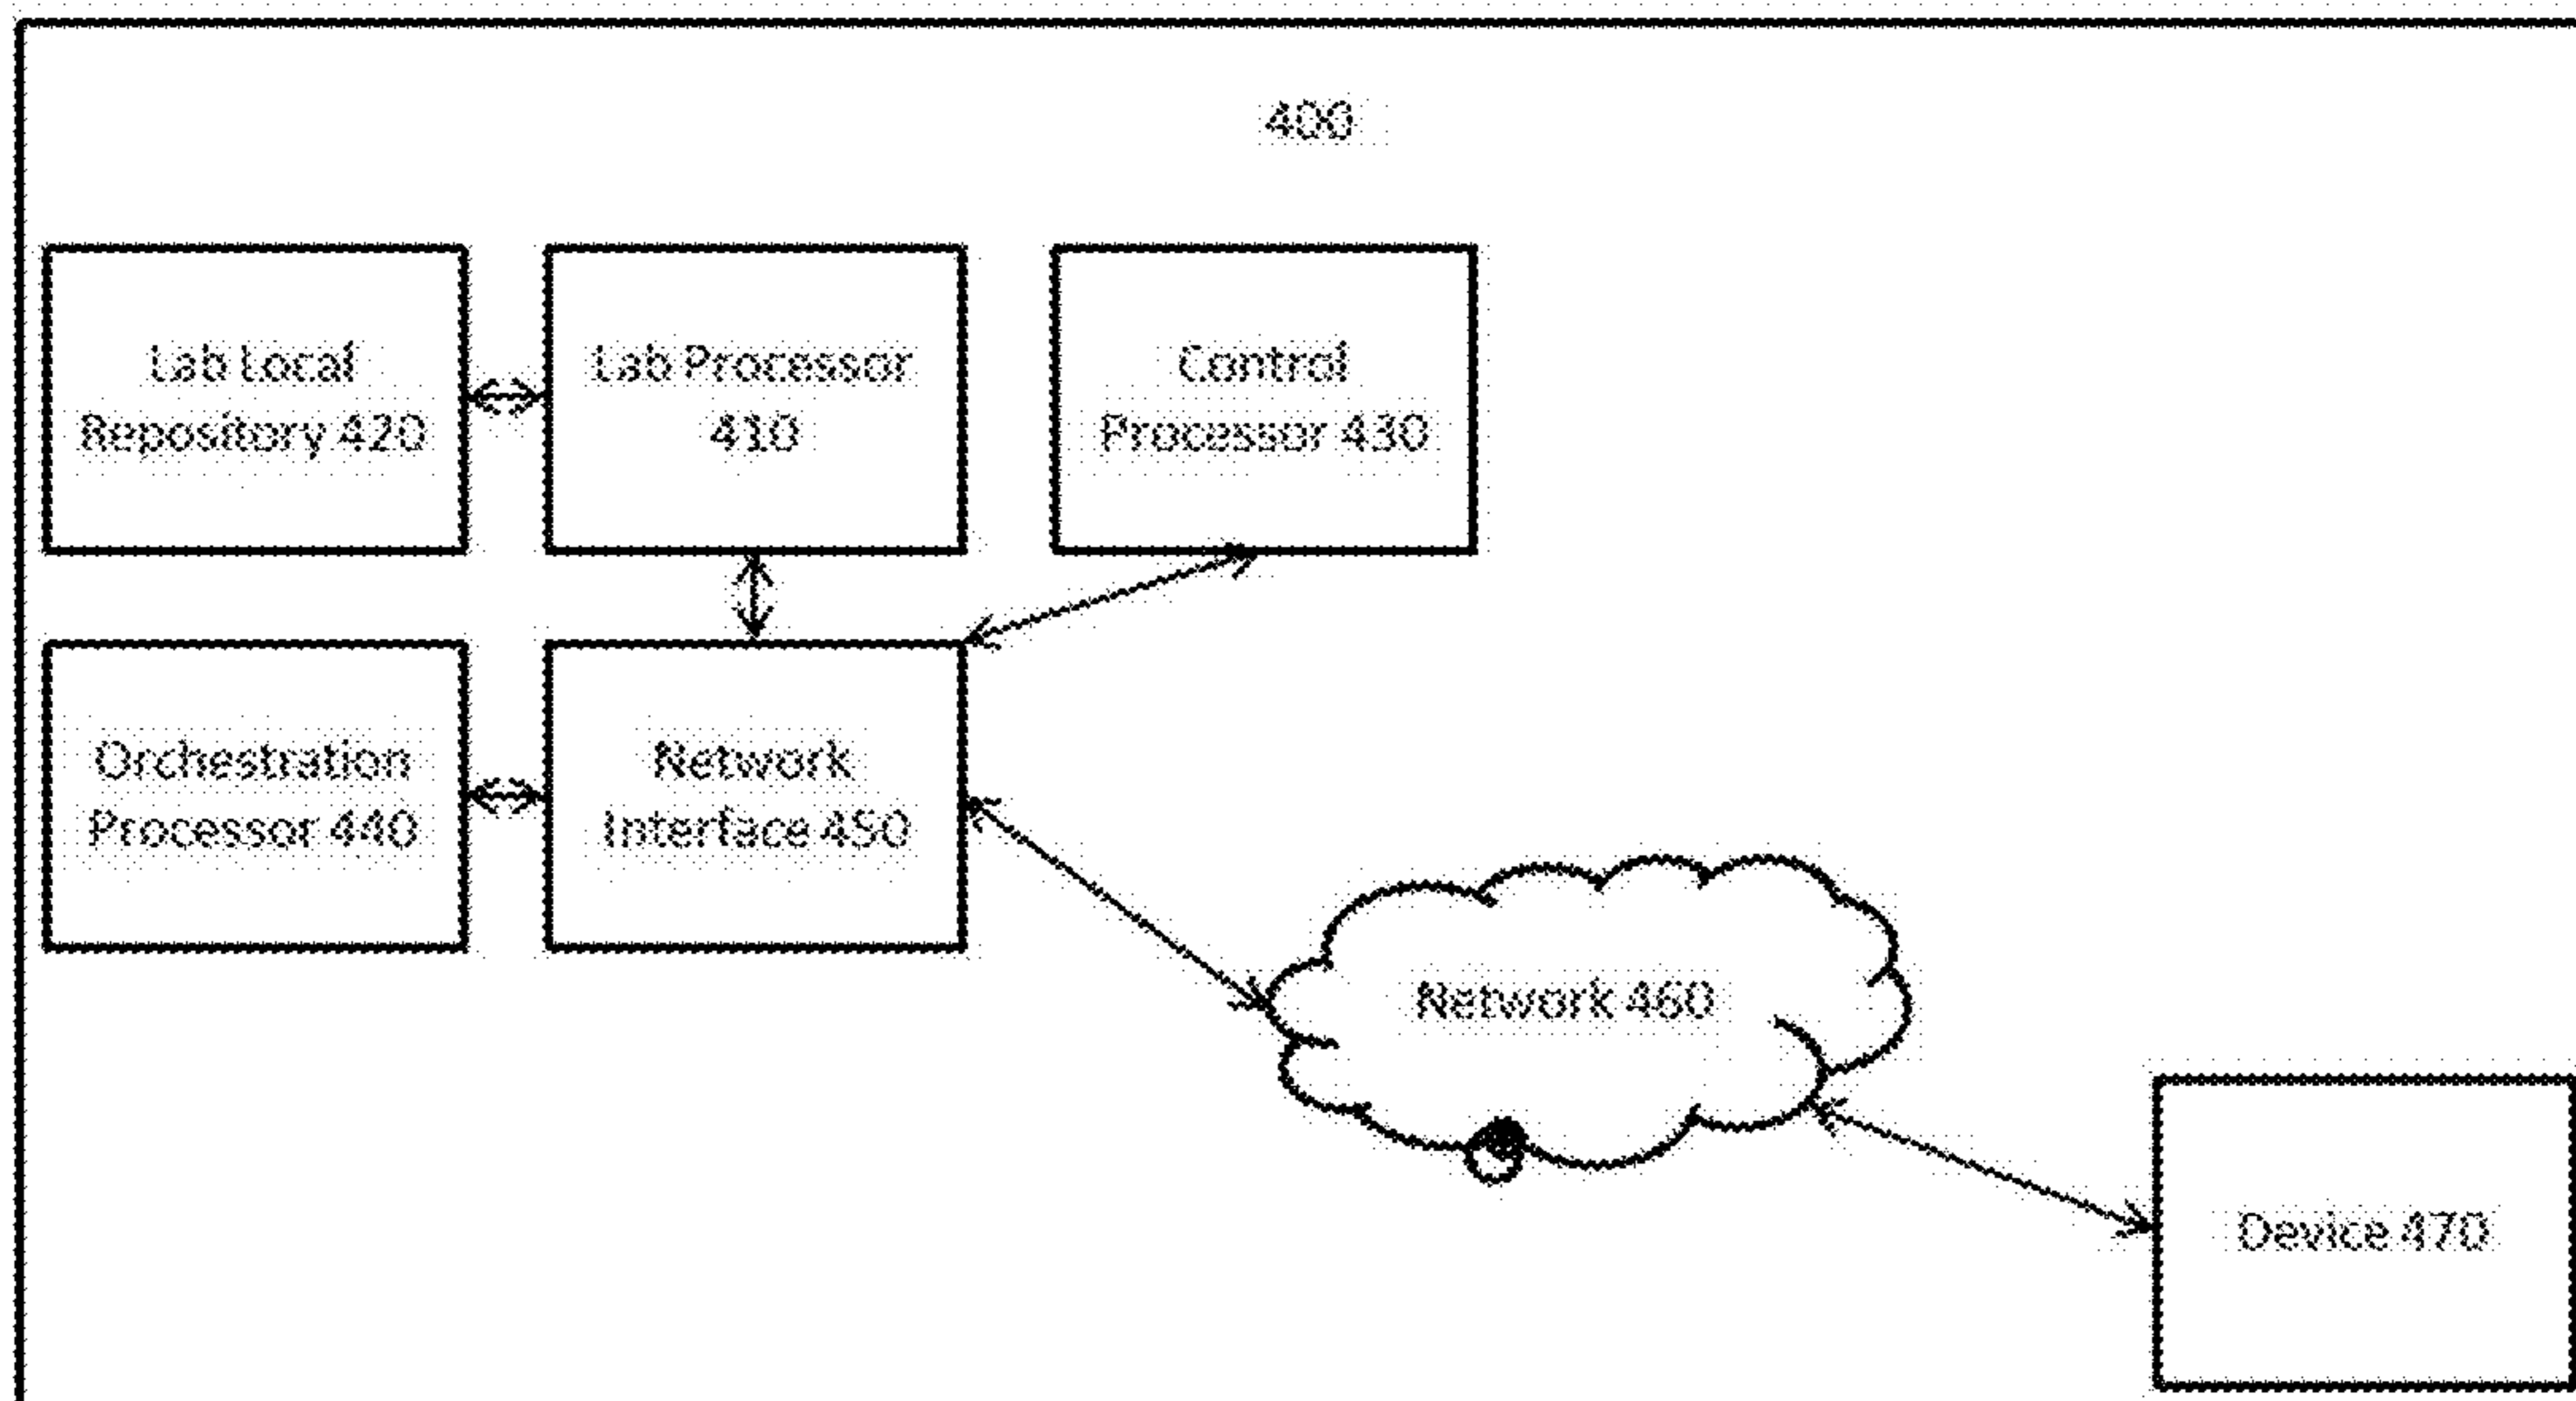 400
Lab Local
Repository 420
Lab Processor
410
Control
Processor 430
Orchestration
Processor 440
Network
Interface 450
Network 460
Device 470